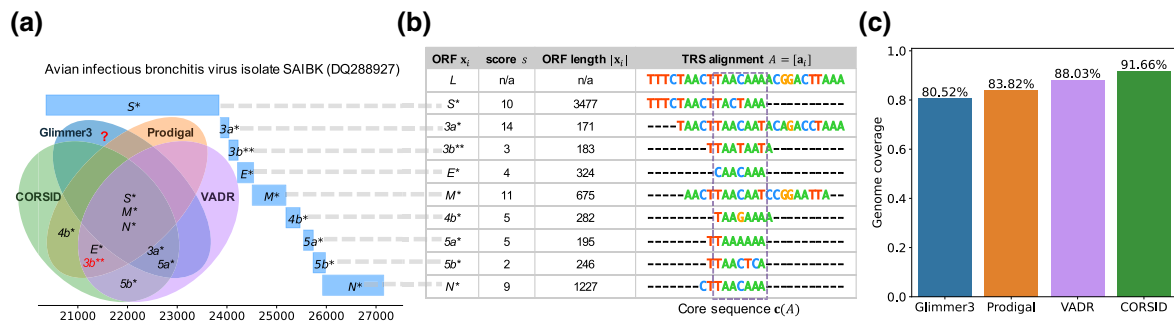 (a)
Avian infectious bronchitis virus isolate SAIBK (DQ288927)
S*
Glimmer3
?
Prodigal
3a*
3b**
E*
CORSID
VADR
M*
S*
M*
N*
4b*
4b*
E*
3b**
3a*
5a*
5a*
5b*
5b*
N*
21000 22000 23000 24000 25000 26000 27000
(b)
ORF xᵢ score s ORF length |xᵢ| TRS alignment A = [aᵢ]
L n/a n/a TTTCTAACTTAACAAAACGGACTTAAA
S* 10 3477 TTTCTAACTTACTAAA-----------
3a* 14 171 ----TAACTTAACAATACAGACCTAAA
3b** 3 183 --------TTAATAATA----------
E* 4 324 ---------CAACAAA-----------
M* 11 675 -----AACTTAACAATCCGGAATTA--
4b* 5 282 ---------TAAGAAAA----------
5a* 5 195 --------TTAAAAAA-----------
5b* 2 246 --------TTAACTCA-----------
N* 9 1227 -------CTTAACAAA-----------
Core sequence c(A)
(c)
Genome coverage
1.0
0.8
0.6
0.4
0.2
0.0
80.52%
83.82%
88.03%
91.66%
Glimmer3 Prodigal VADR CORSID